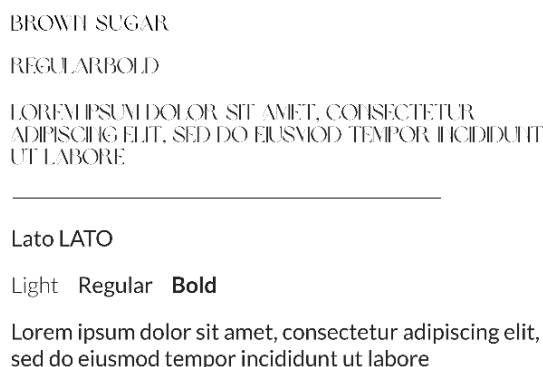 BROWN SUGAR
REGULARBOLD
LOREM IPSUM DOLOR SIT AMET, CONSECTETUR
ADIPISCING ELIT, SED DO EIUSMOD TEMPOR INCIDIDUNT
UT LABORE
Lato LATO
Light Regular Bold
Lorem ipsum dolor sit amet, consectetur adipiscing elit,
sed do eiusmod tempor incididunt ut labore